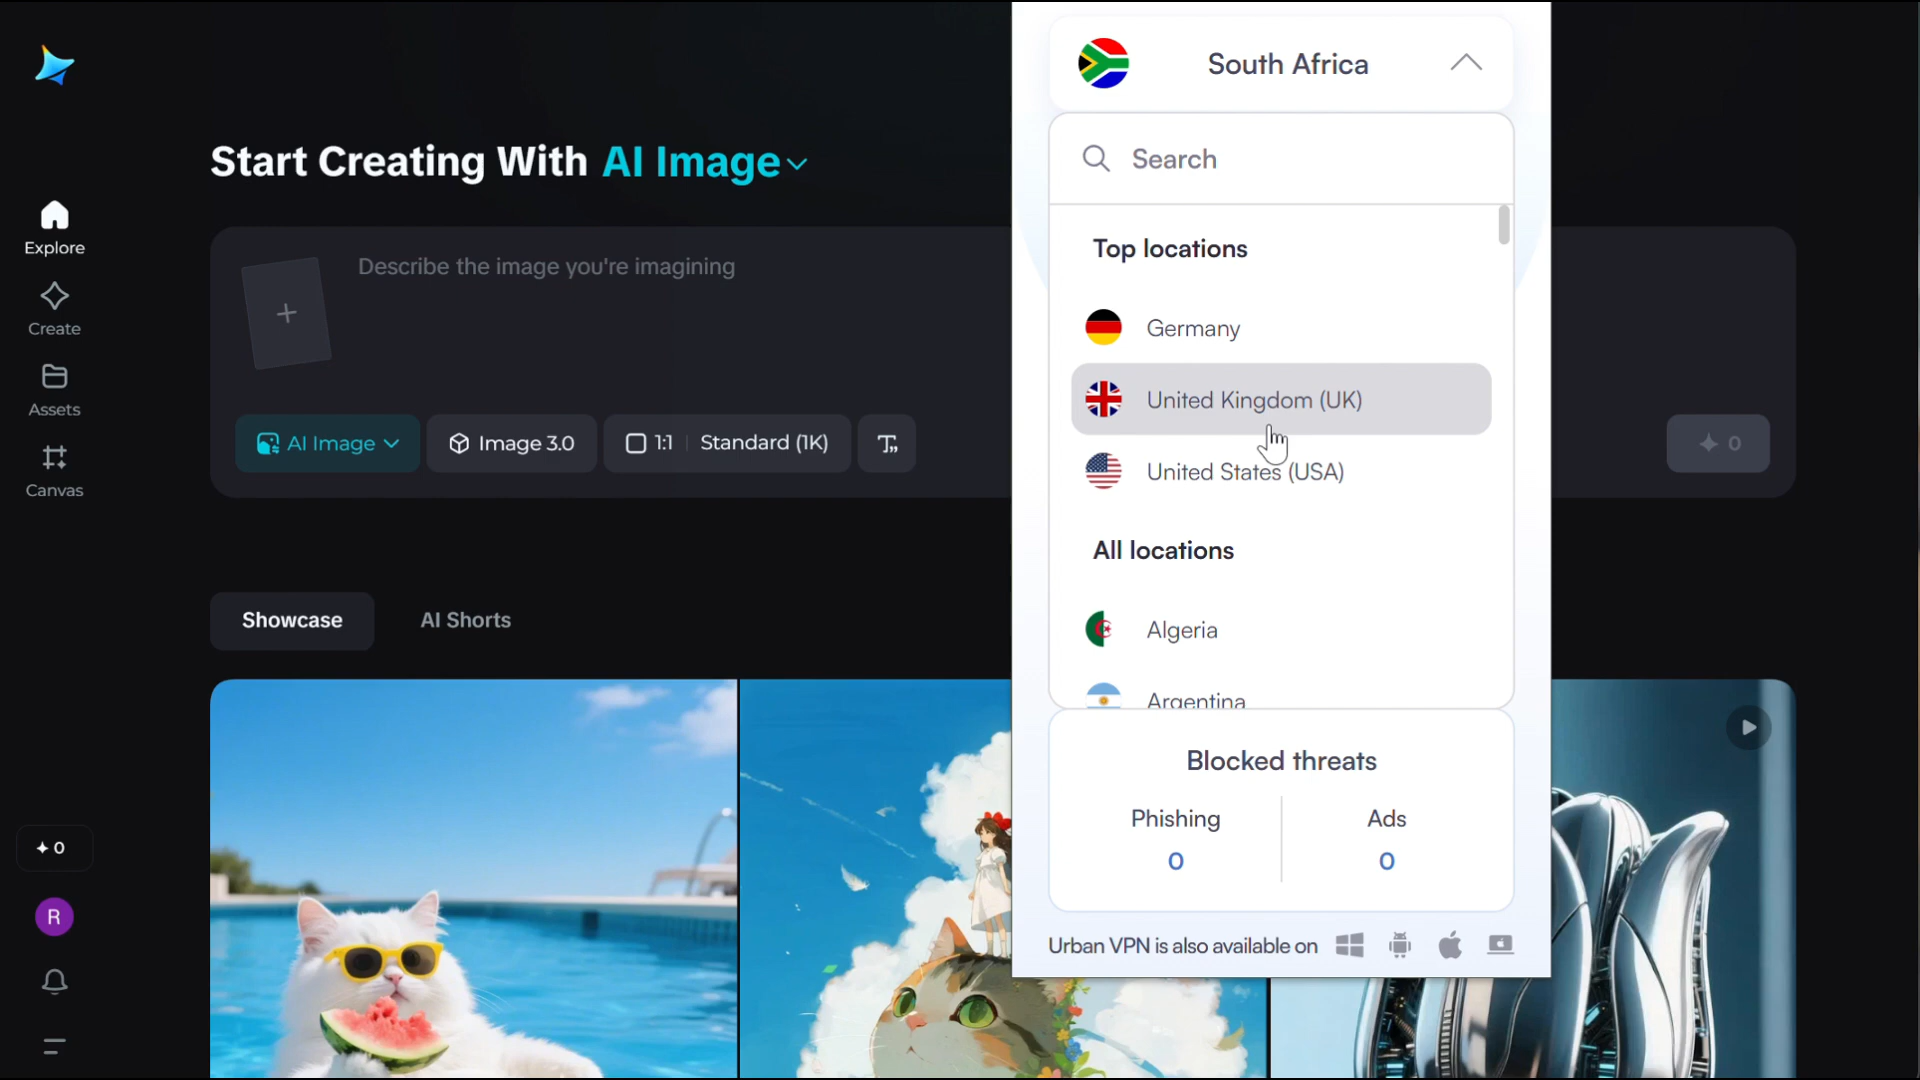 Start Creating With AI Image
Explore
Create
Assets
Canvas
0
R
Describe the image you're imagining
AI Image
Image 3.0
1:1
Standard (1K)
T
0
Showcase
AI Shorts
South Africa
Search
Top locations
Germany
United Kingdom (UK)
United States (USA)
All locations
Algeria
Argentina
Blocked threats
Phishing
Ads
0
0
Urban VPN is also available on